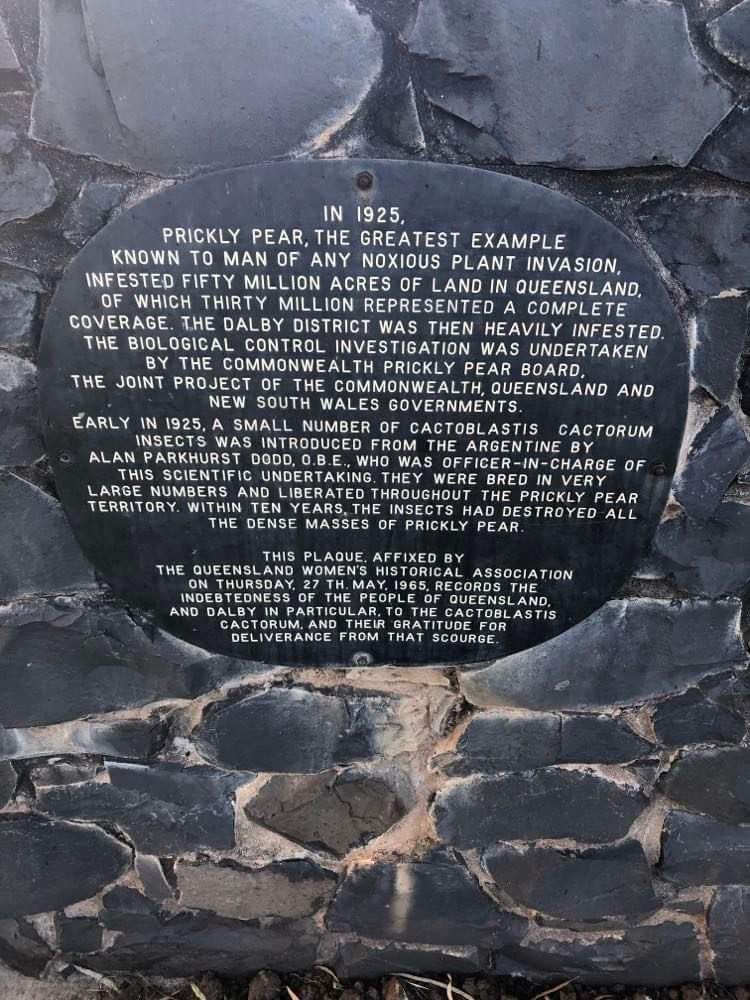 IN 1925,
PRICKLY PEAR, THE GREATEST EXAMPLE
KNOWN TO MAN OF ANY NOXIOUS PLANT INVASION,
INFESTED FIFTY MILLION ACRES OF LAND IN QUEENSLAND,
OF WHICH THIRTY MILLION REPRESENTED A COMPLETE
COVERAGE. THE DALBY DISTRICT WAS THEN HEAVILY INFESTED.
THE BIOLOGICAL CONTROL INVESTIGATION WAS UNDERTAKEN
BY THE COMMONWEALTH PRICKLY PEAR BOARD,
THE JOINT PROJECT OF THE COMMONWEALTH, QUEENSLAND AND
NEW SOUTH WALES GOVERNMENTS.
EARLY IN 1925, A SMALL NUMBER OF CACTOBLASTIS CACTORUM
INSECTS WAS INTRODUCED FROM THE ARGENTINE BY
ALAN PARKHURST DODD, O.B.E., WHO WAS OFFICER-IN-CHARGE OF
THIS SCIENTIFIC UNDERTAKING. THEY WERE BRED IN VERY
LARGE NUMBERS AND LIBERATED THROUGHOUT THE PRICKLY PEAR
TERRITORY. WITHIN TEN YEARS, THE INSECTS HAD DESTROYED ALL
THE DENSE MASSES OF PRICKLY PEAR.
THIS PLAQUE, AFFIXED BY
THE QUEENSLAND WOMEN'S HISTORICAL ASSOCIATION
ON THURSDAY, 27 TH. MAY, 1965, RECORDS THE
INDEBTEDNESS OF THE PEOPLE OF QUEENSLAND,
AND DALBY IN PARTICULAR, TO THE CACTOBLASTIS
CACTORUM, AND THEIR GRATITUDE FOR
DELIVERANCE FROM THAT SCOURGE.